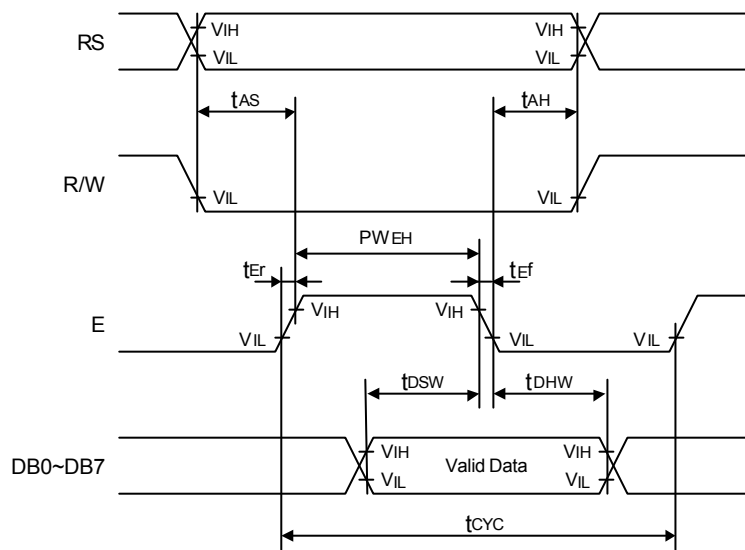 RS
VIH
VIL
VIH
VIL
tAS
tAH
R/W
VIL
VIL
PWEH
tEr
tEf
E
VIH
VIH
VIL
VIL
VIL
tDSW
tDHW
DB0~DB7
VIH
VIL
Valid Data
VIH
VIL
tCYC